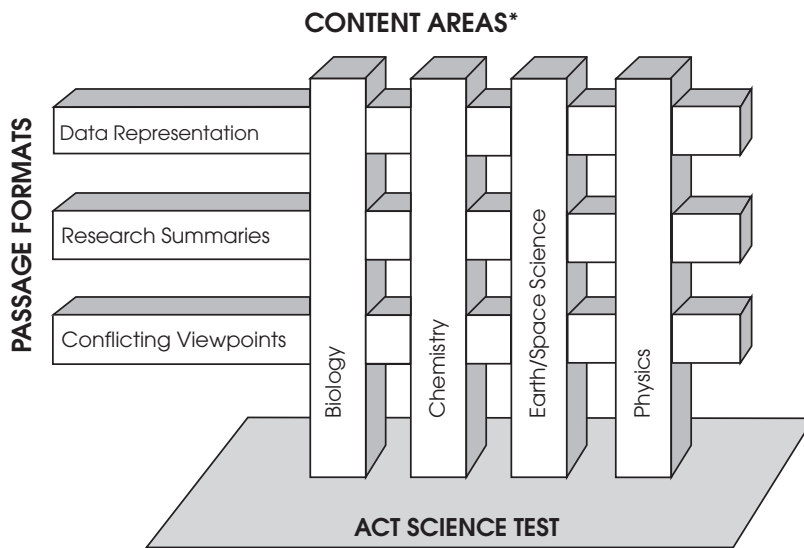 CONTENT AREAS*
PASSAGE FORMATS
Data Representation
Research Summaries
Conflicting Viewpoints
Biology
Chemistry
Earth/Space Science
Physics
ACT SCIENCE TEST